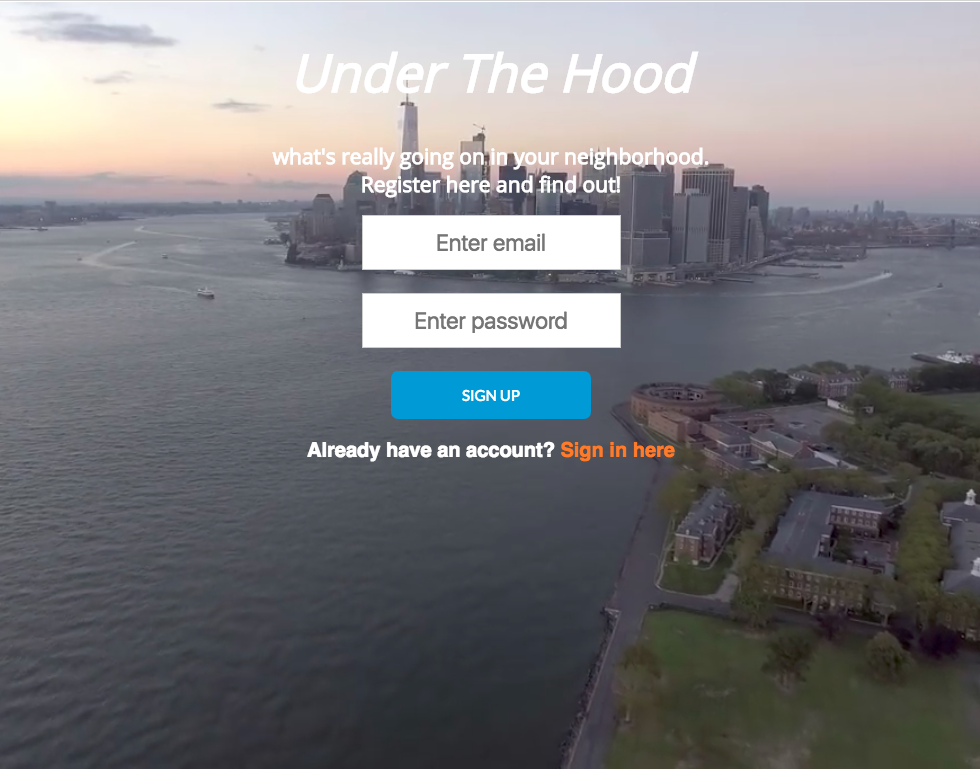 Under The Hood
what's really going on in your neighborhood.
Register here and find out!
Enter email
Enter password
SIGN UP
Already have an account? Sign in here